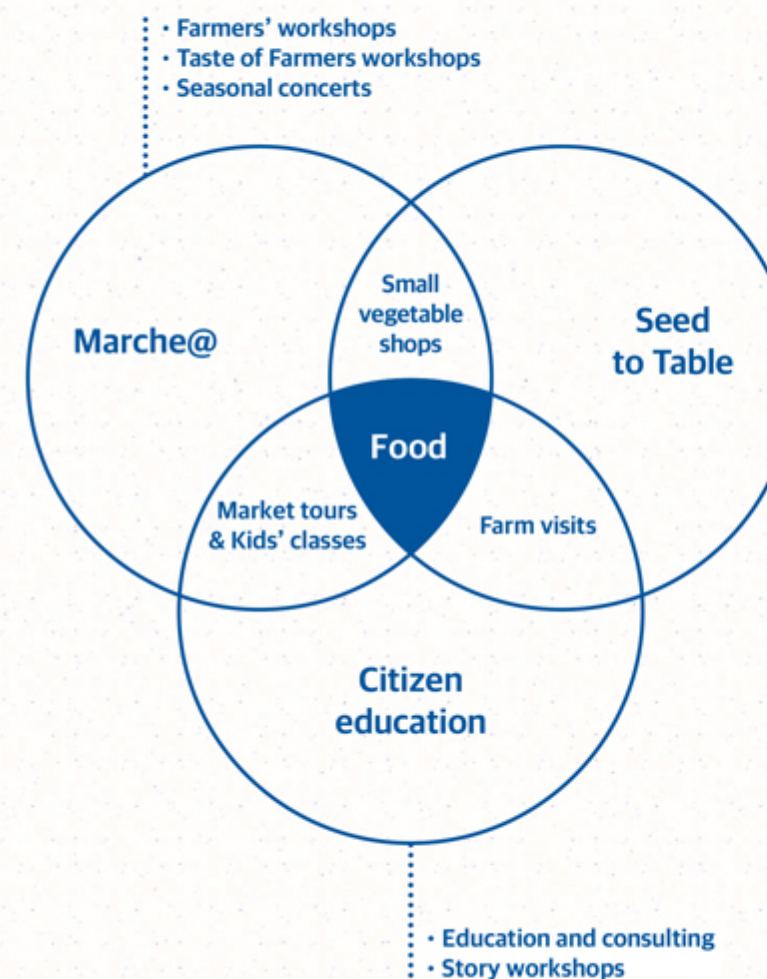 · Farmers' workshops
· Taste of Farmers workshops
· Seasonal concerts
Small
vegetable
shops
Marche@
Seed
to Table
Food
Market tours
& Kids' classes
Farm visits
Citizen
education
· Education and consulting
· Story workshops